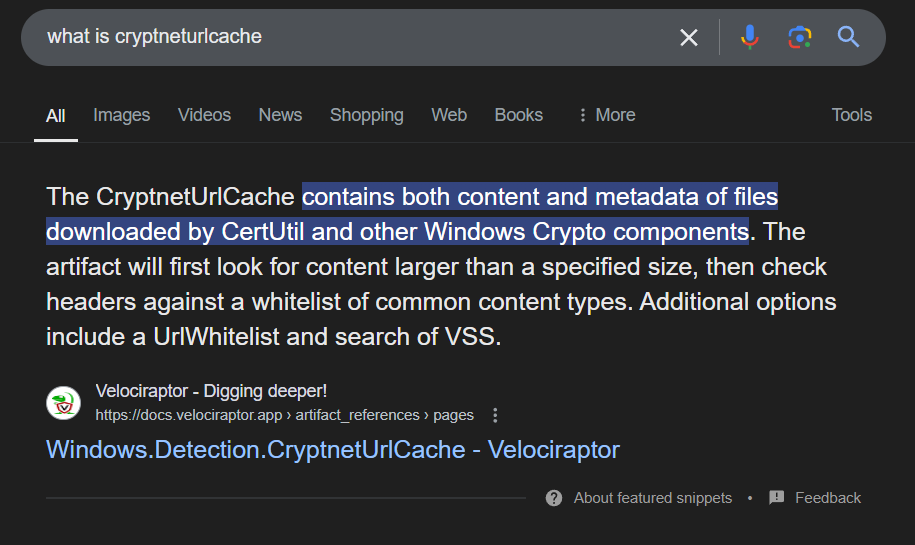 what is cryptneturlcache
All Images Videos News Shopping Web Books More Tools
The CryptnetUrlCache contains both content and metadata of files
downloaded by CertUtil and other Windows Crypto components. The
artifact will first look for content larger than a specified size, then check
headers against a whitelist of common content types. Additional options
include a UrlWhitelist and search of VSS.
Velociraptor - Digging deeper!
https://docs.velociraptor.app › artifact_references › pages
Windows.Detection.CryptnetUrlCache - Velociraptor
About featured snippets • Feedback